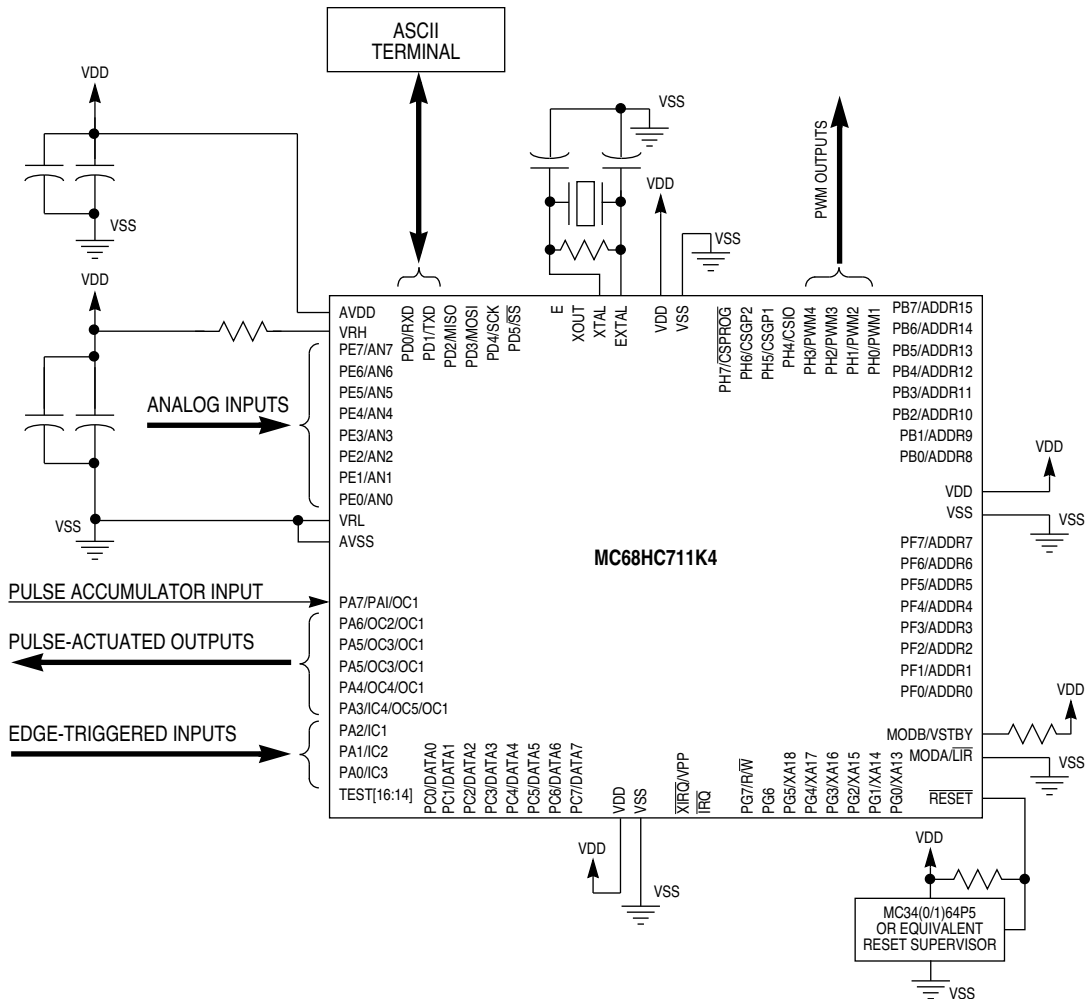 ASCII
TERMINAL
VDD
VSS
VDD
VSS
VSS
VDD
VSS
PWM OUTPUTS
AVDD
VRH
PE7/AN7
PE6/AN6
PE5/AN5
PE4/AN4
PE3/AN3
PE2/AN2
PE1/AN1
PE0/AN0
VRL
AVSS
ANALOG INPUTS
PD0/RXD
PD1/TXD
PD2/MISO
PD3/MOSI
PD4/SCK
PD5/S̅S̅
E
XOUT
XTAL
EXTAL
VDD
VSS
PH7/C̅S̅P̅R̅O̅G̅
PH6/CSGP2
PH5/CSGP1
PH4/CSIO
PH3/PWM4
PH2/PWM3
PH1/PWM2
PH0/PWM1
PB7/ADDR15
PB6/ADDR14
PB5/ADDR13
PB4/ADDR12
PB3/ADDR11
PB2/ADDR10
PB1/ADDR9
PB0/ADDR8
VDD
VSS
VDD
VSS
MC68HC711K4
PF7/ADDR7
PF6/ADDR6
PF5/ADDR5
PF4/ADDR4
PF3/ADDR3
PF2/ADDR2
PF1/ADDR1
PF0/ADDR0
PULSE ACCUMULATOR INPUT
PA7/PAI/OC1
PULSE-ACTUATED OUTPUTS
PA6/OC2/OC1
PA5/OC3/OC1
PA5/OC3/OC1
PA4/OC4/OC1
PA3/IC4/OC5/OC1
EDGE-TRIGGERED INPUTS
PA2/IC1
PA1/IC2
PA0/IC3
TEST[16:14]
PC0/DATA0
PC1/DATA1
PC2/DATA2
PC3/DATA3
PC4/DATA4
PC5/DATA5
PC6/DATA6
PC7/DATA7
VDD
VSS
X̅I̅R̅Q̅/VPP
I̅R̅Q̅
PG7/R/W̅
PG6
PG5/XA18
PG4/XA17
PG3/XA16
PG2/XA15
PG1/XA14
PG0/XA13
MODB/VSTBY
MODA/L̅I̅R̅
R̅E̅S̅E̅T̅
VDD
VSS
VDD
VSS
VDD
MC34(0/1)64P5
OR EQUIVALENT
RESET SUPERVISOR
VSS